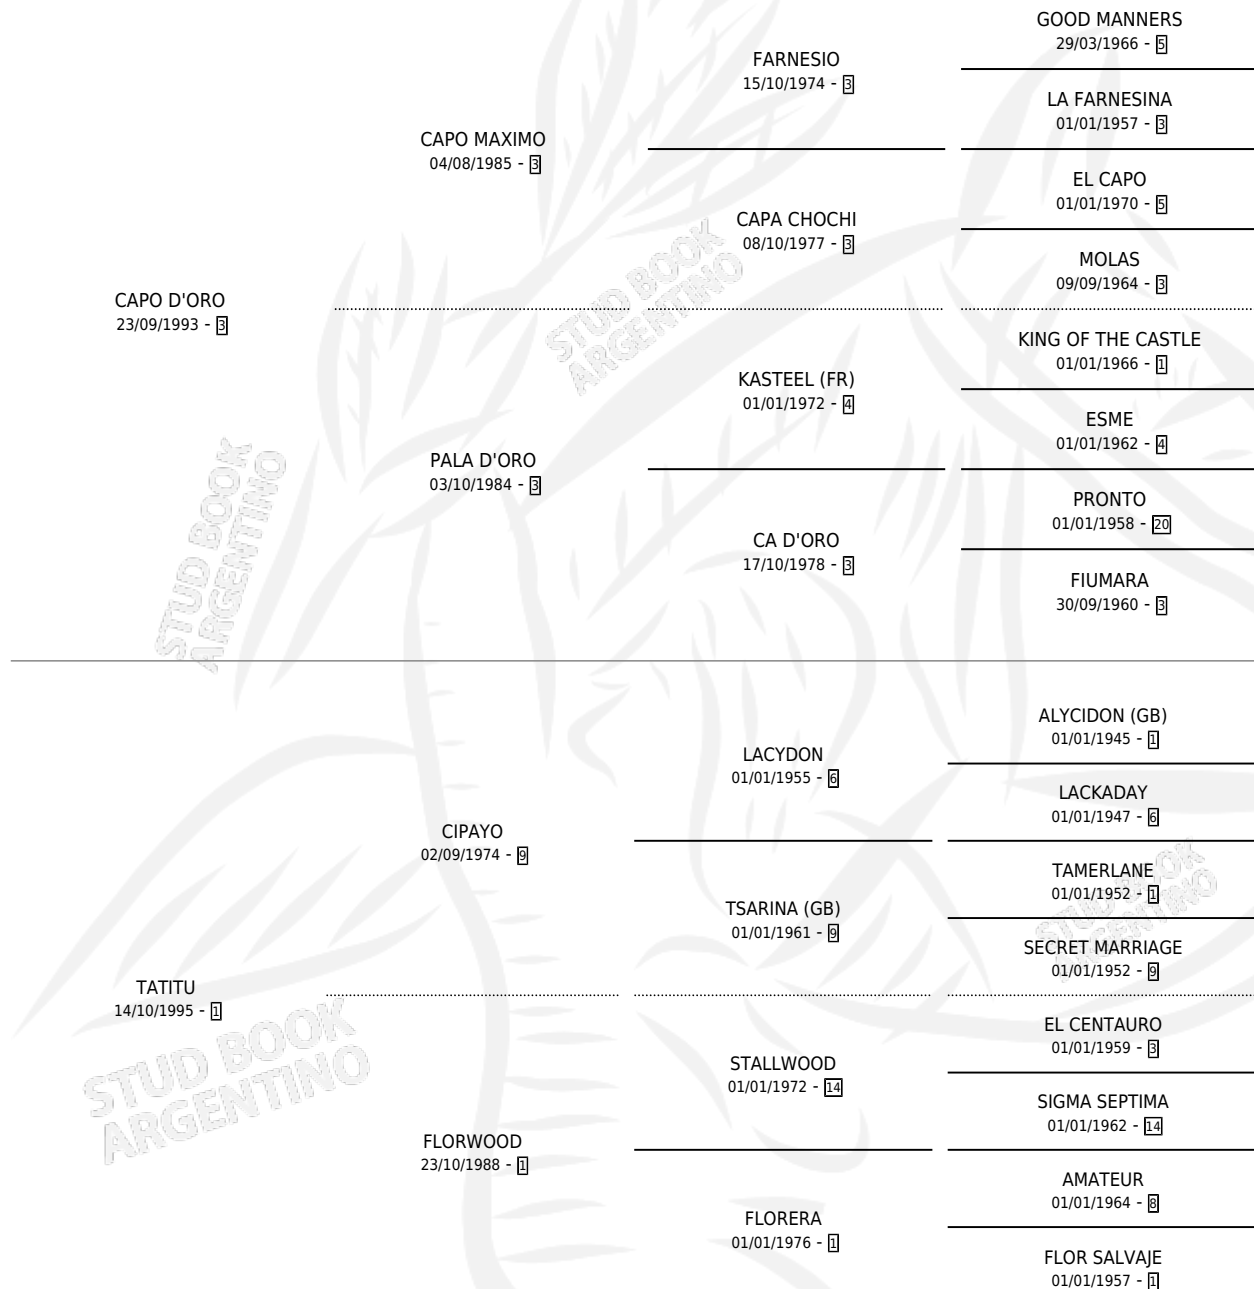 GOOD MANNERS
29/03/1966 - 5
FARNESIO
15/10/1974 - 3
LA FARNESINA
01/01/1957 - 3
CAPO MAXIMO
04/08/1985 - 3
EL CAPO
01/01/1970 - 5
CAPA CHOCHI
08/10/1977 - 3
MOLAS
09/09/1964 - 3
CAPO D'ORO
23/09/1993 - 3
STUD BOOK
ARGENTINO
KING OF THE CASTLE
01/01/1966 - 1
KASTEEL (FR)
01/01/1972 - 4
ESME
01/01/1962 - 4
PALA D'ORO
03/10/1984 - 3
PRONTO
01/01/1958 - 20
CA D'ORO
17/10/1978 - 3
FIUMARA
30/09/1960 - 3
STUD BOOK
ARGENTINO
ALYCIDON (GB)
01/01/1945 - 1
LACYDON
01/01/1955 - 6
LACKADAY
01/01/1947 - 6
CIPAYO
02/09/1974 - 9
TAMERLANE
01/01/1952 - 1
TSARINA (GB)
01/01/1961 - 9
SECRET MARRIAGE
01/01/1952 - 9
STUD BOOK
ARGENTINO
TATITU
14/10/1995 - 1
EL CENTAURO
01/01/1959 - 3
STALLWOOD
01/01/1972 - 14
SIGMA SEPTIMA
01/01/1962 - 14
STUD BOOK
ARGENTINO
FLORWOOD
23/10/1988 - 1
AMATEUR
01/01/1964 - 8
FLORERA
01/01/1976 - 1
FLOR SALVAJE
01/01/1957 - 1